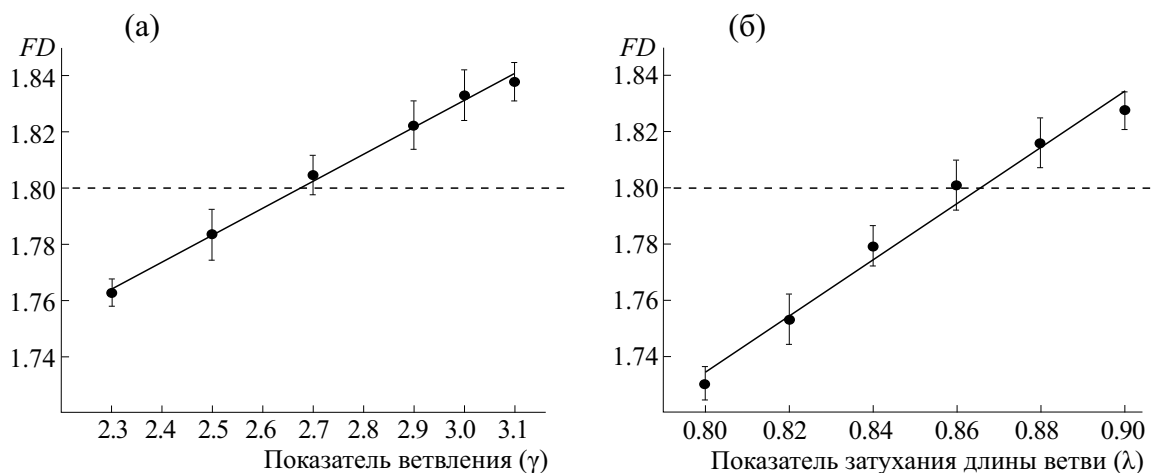 (а)
FD
1.84
1.82
1.80
1.78
1.76
1.74
2.3 2.4 2.5 2.6 2.7 2.8 2.9 3.0 3.1
Показатель ветвления (γ)
(б)
FD
1.84
1.82
1.80
1.78
1.76
1.74
0.80 0.82 0.84 0.86 0.88 0.90
Показатель затухания длины ветви (λ)